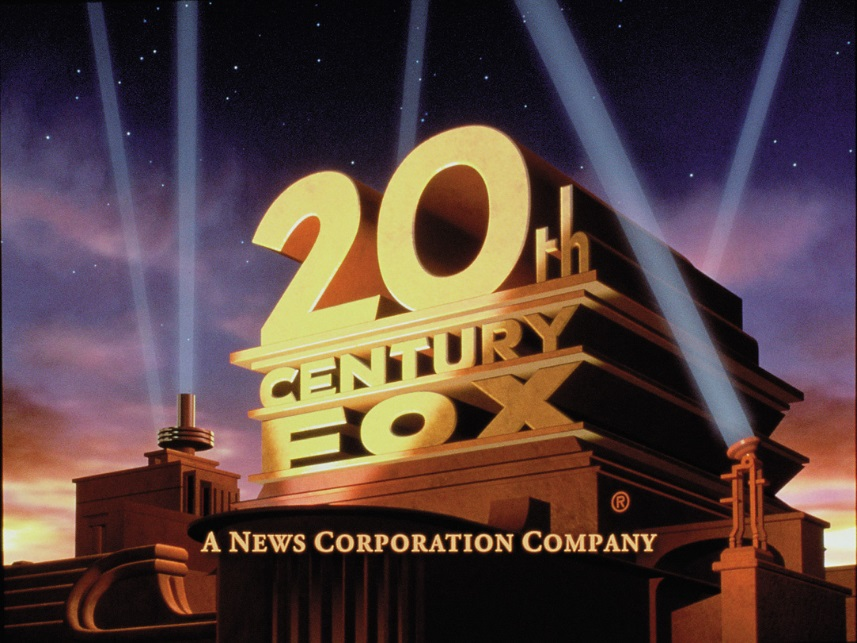 20th
CENTURY
FOX
®
A NEWS CORPORATION COMPANY